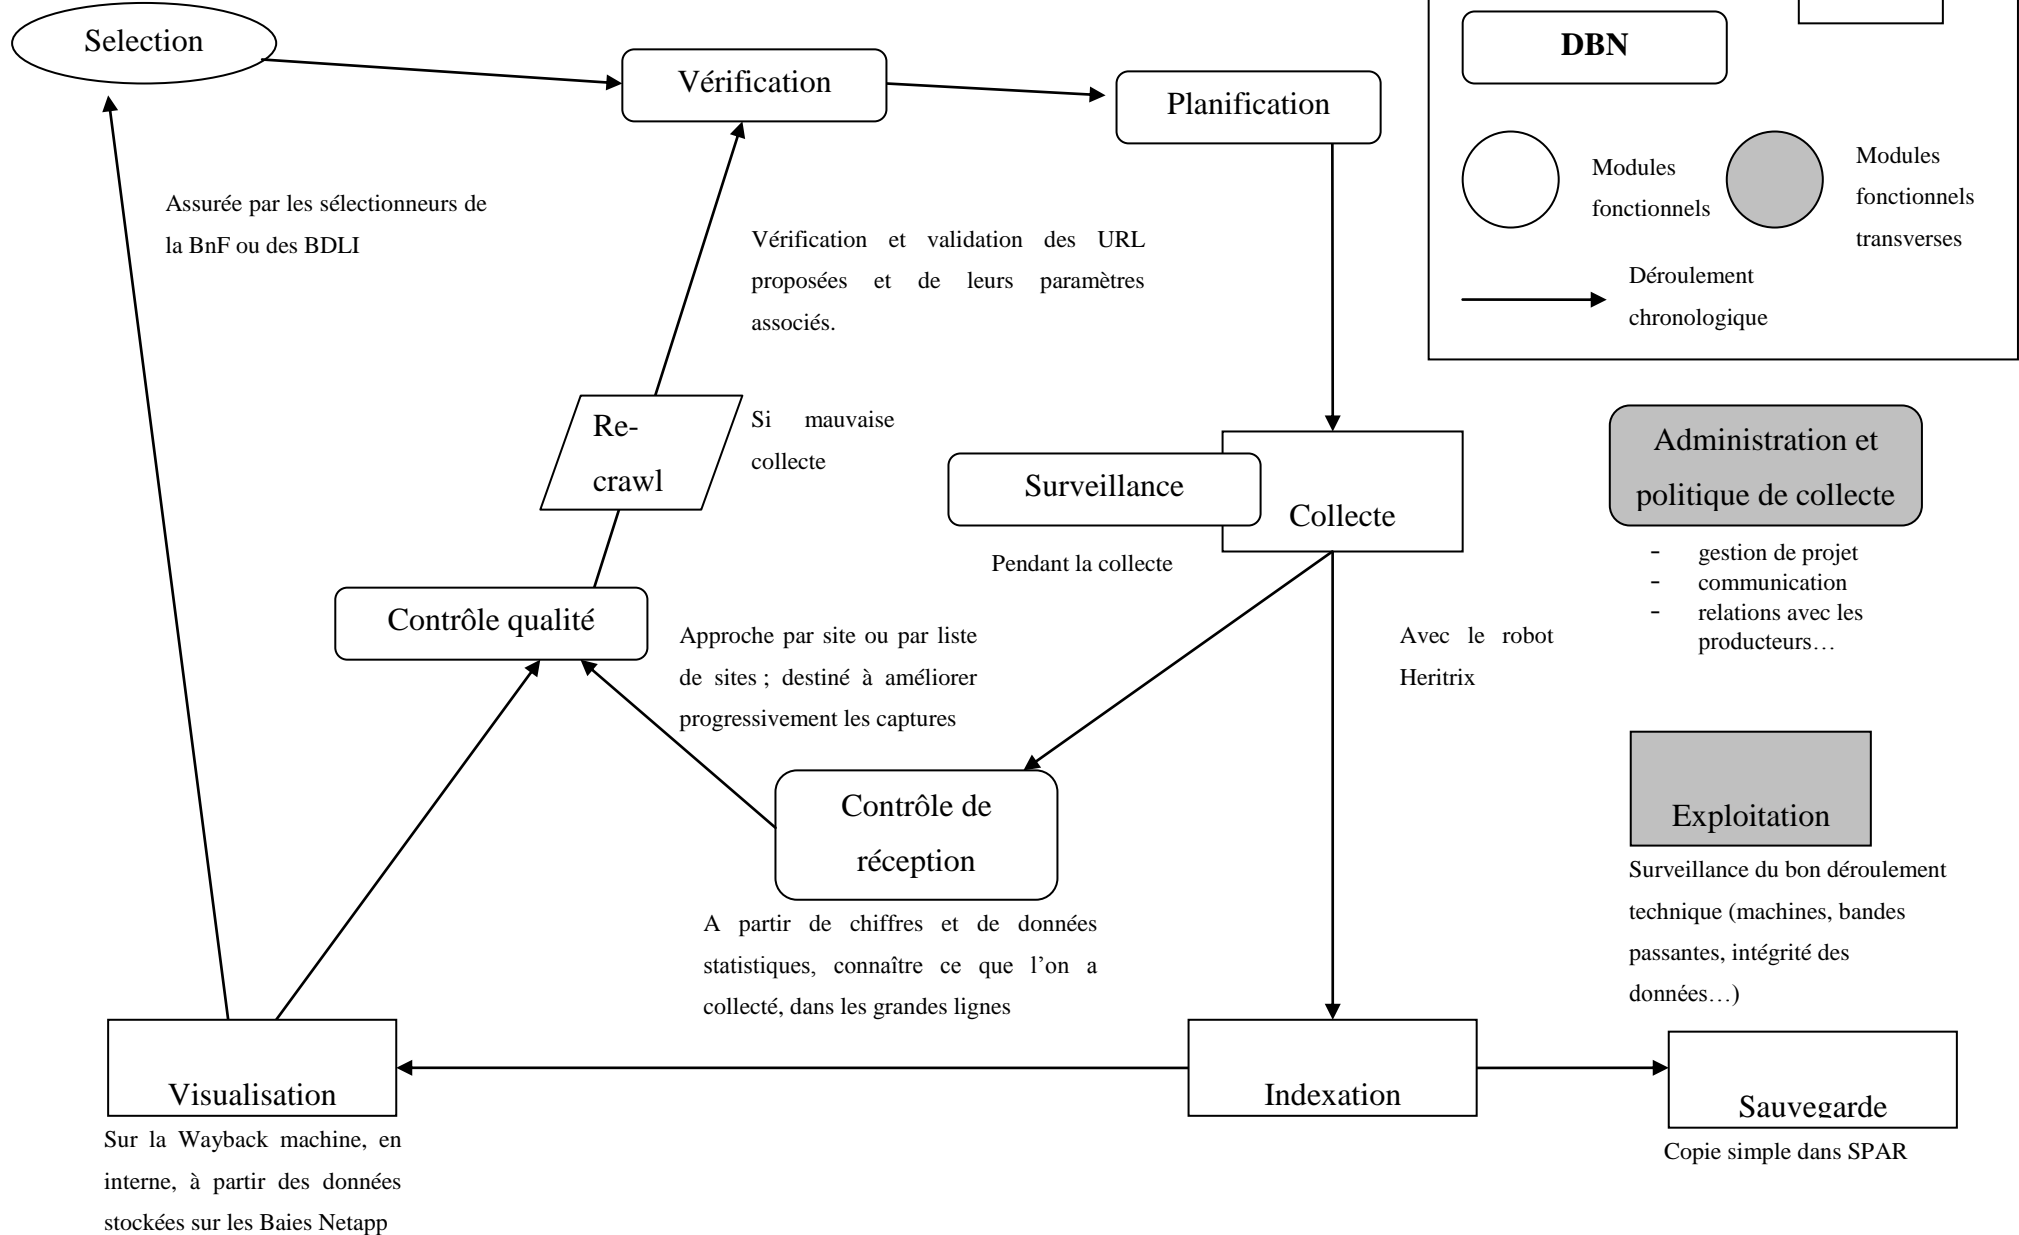 Selection
Vérification
Planification
DBN
Modules
fonctionnels
Modules
fonctionnels
transverses
Déroulement
chronologique
Assurée par les sélectionneurs de
la BnF ou des BDLI
Vérification et validation des URL
proposées et de leurs paramètres
associés.
Re-
crawl
Si mauvaise
collecte
Surveillance
Collecte
Pendant la collecte
Administration et
politique de collecte
- gestion de projet
- communication
- relations avec les
producteurs…
Contrôle qualité
Approche par site ou par liste
de sites ; destiné à améliorer
progressivement les captures
Avec le robot
Heritrix
Contrôle de
réception
A partir de chiffres et de données
statistiques, connaître ce que l’on a
collecté, dans les grandes lignes
Exploitation
Surveillance du bon déroulement
technique (machines, bandes
passantes, intégrité des
données…)
Visualisation
Sur la Wayback machine, en
interne, à partir des données
stockées sur les Baies Netapp
Indexation
Sauvegarde
Copie simple dans SPAR